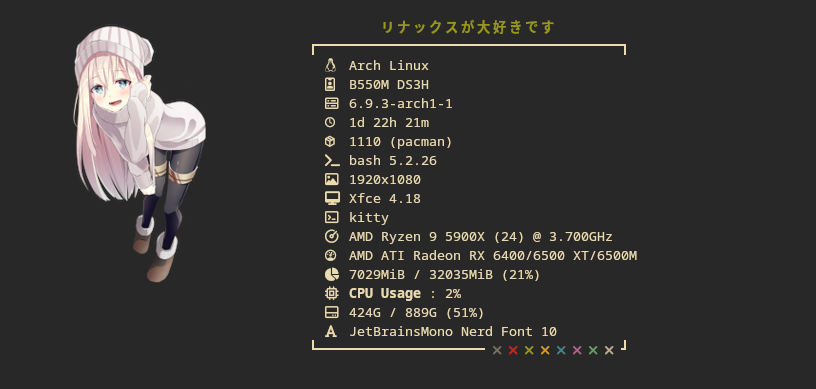 リナックスが大好きです
Arch Linux
B550M DS3H
6.9.3-arch1-1
1d 22h 21m
1110 (pacman)
bash 5.2.26
1920x1080
Xfce 4.18
kitty
AMD Ryzen 9 5900X (24) @ 3.700GHz
AMD ATI Radeon RX 6400/6500 XT/6500M
7029MiB / 32035MiB (21%)
CPU Usage : 2%
424G / 889G (51%)
JetBrainsMono Nerd Font 10